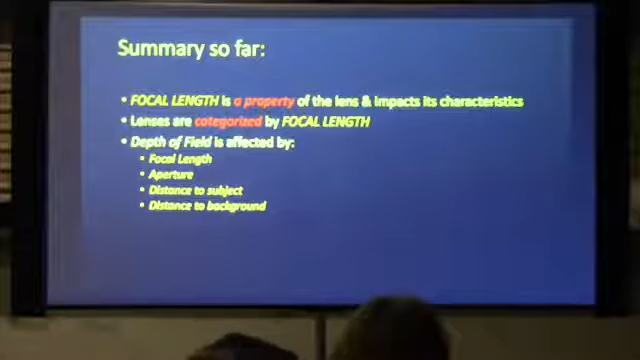 Summary so far:
• FOCAL LENGTH is a property of the lens & impacts its characteristics
• Lenses are categorized by FOCAL LENGTH
• Depth of Field is affected by:
• Focal Length
• Aperture
• Distance to subject
• Distance to background